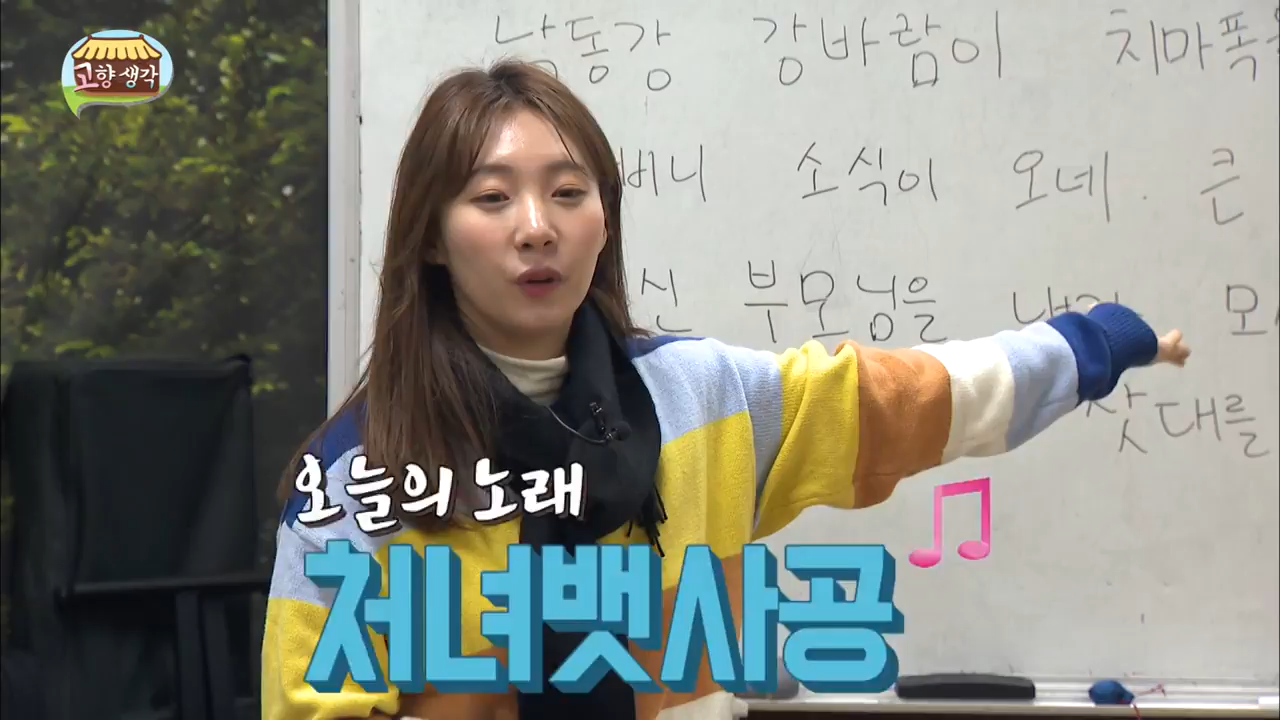 고향 생각
낙동강 강바람이 치마폭
버니 소식이 오네. 큰
신 부모님을 모
삿대를
오늘의 노래
처녀뱃사공